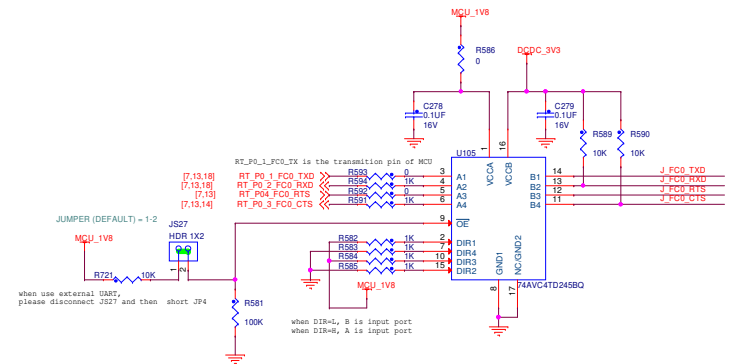 MCU_1V8
R586
0
DCDC_3V3
C278
0.1UF
16V
C279
0.1UF
16V
R589
10K
R590
10K
U105
1
16
VCCA
VCCB
RT_P0_1_FC0_TX is the transmition pin of MCU
[7,13,18] RT_P0_1_FC0_TXD R593 0 3 A1 B1 14 J_FC0_TXD
[7,13,18] RT_P0_2_FC0_RXD R594 1K 4 A2 B2 13 J_FC0_RXD
[7,13] RT_P04_FC0_RTS R592 0 5 A3 B3 12 J_FC0_RTS
[7,13,14] RT_P0_3_FC0_CTS R591 1K 6 A4 B4 11 J_FC0_CTS
9 OE
JUMPER (DEFAULT) = 1-2
JS27
HDR 1X2
MCU_1V8
1
2
R721 10K
R582 1K 2 DIR1
R583 1K 7 DIR4
R584 1K 10 DIR3
R585 1K 15 DIR2
MCU_1V8
GND1
NC/GND2
8
17
74AVC4TD245BQ
when use external UART,
please disconnect JS27 and then short JP4
R581
100K
when DIR=L, B is input port
when DIR=H, A is input port